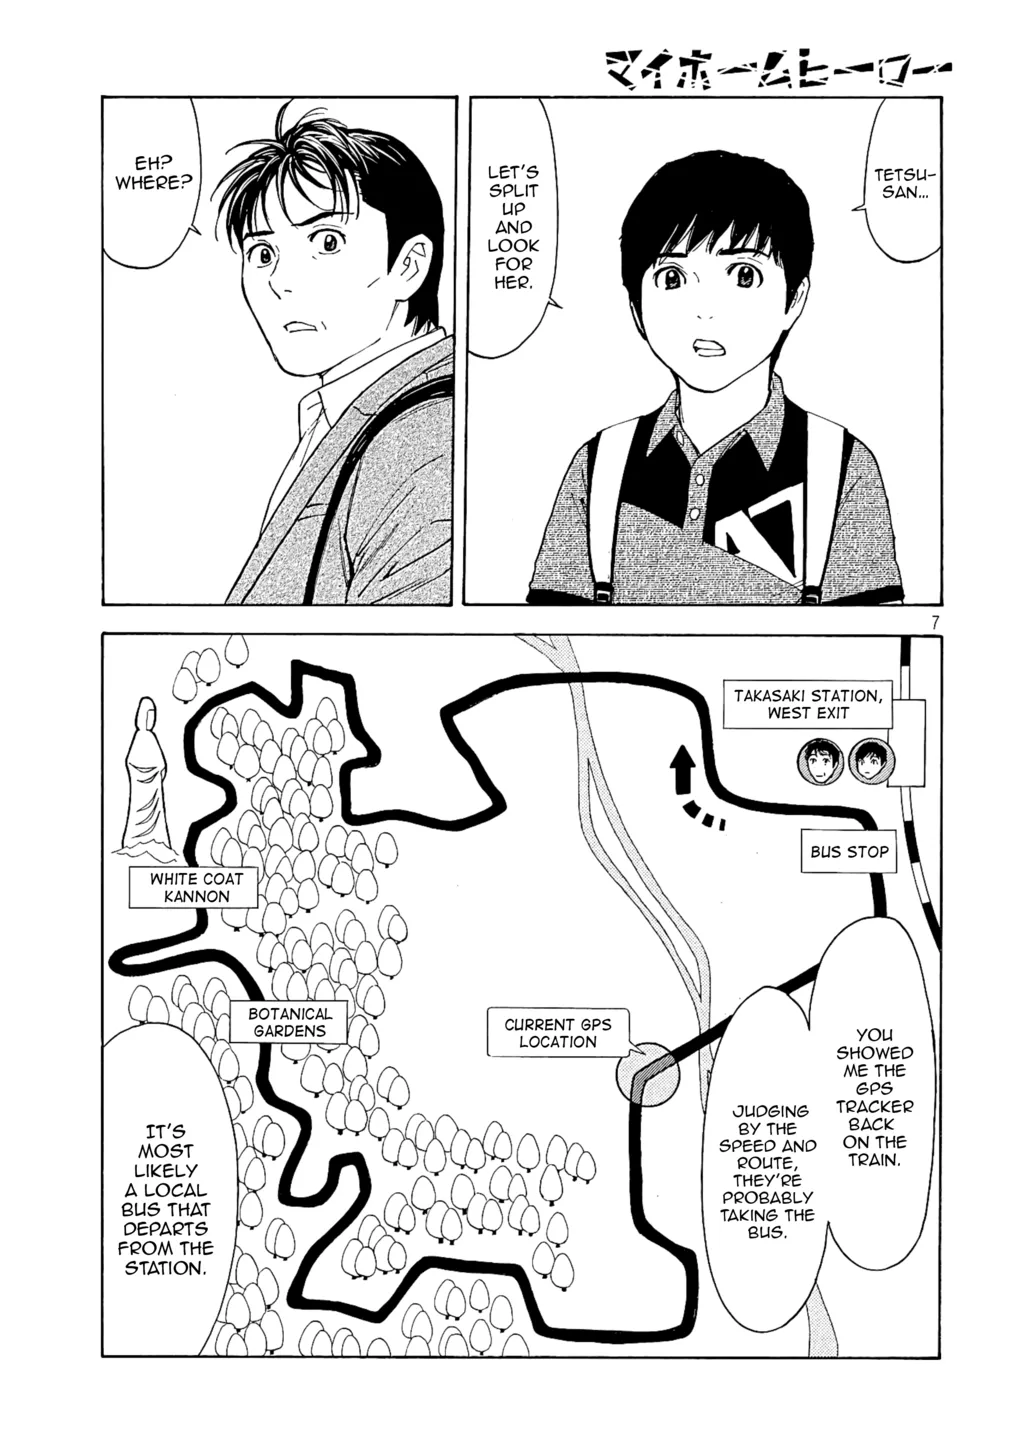 マイホームヒーロー
TETSU-
SAN...
LET'S
SPLIT
UP
AND
LOOK
FOR
HER.
EH?
WHERE?
7
TAKASAKI STATION,
WEST EXIT
BUS STOP
WHITE COAT
KANNON
BOTANICAL
GARDENS
CURRENT GPS
LOCATION
YOU
SHOWED
ME THE
GPS
TRACKER
BACK
ON THE
TRAIN.
JUDGING
BY THE
SPEED AND
ROUTE,
THEY'RE
PROBABLY
TAKING THE
BUS.
IT'S
MOST
LIKELY
A LOCAL
BUS THAT
DEPARTS
FROM THE
STATION.